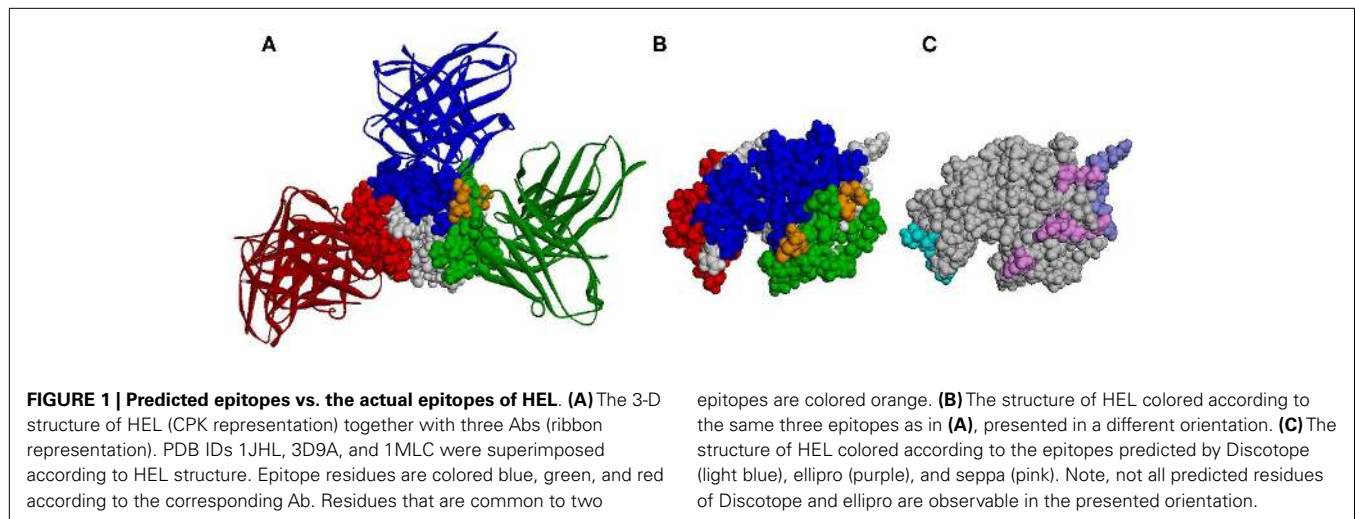 A
B
C
FIGURE 1 | Predicted epitopes vs. the actual epitopes of HEL. (A) The 3-D
structure of HEL (CPK representation) together with three Abs (ribbon
representation). PDB IDs 1JHL, 3D9A, and 1MLC were superimposed
according to HEL structure. Epitope residues are colored blue, green, and red
according to the corresponding Ab. Residues that are common to two
epitopes are colored orange. (B) The structure of HEL colored according to
the same three epitopes as in (A), presented in a different orientation. (C) The
structure of HEL colored according to the epitopes predicted by Discotope
(light blue), ellipro (purple), and seppa (pink). Note, not all predicted residues
of Discotope and ellipro are observable in the presented orientation.